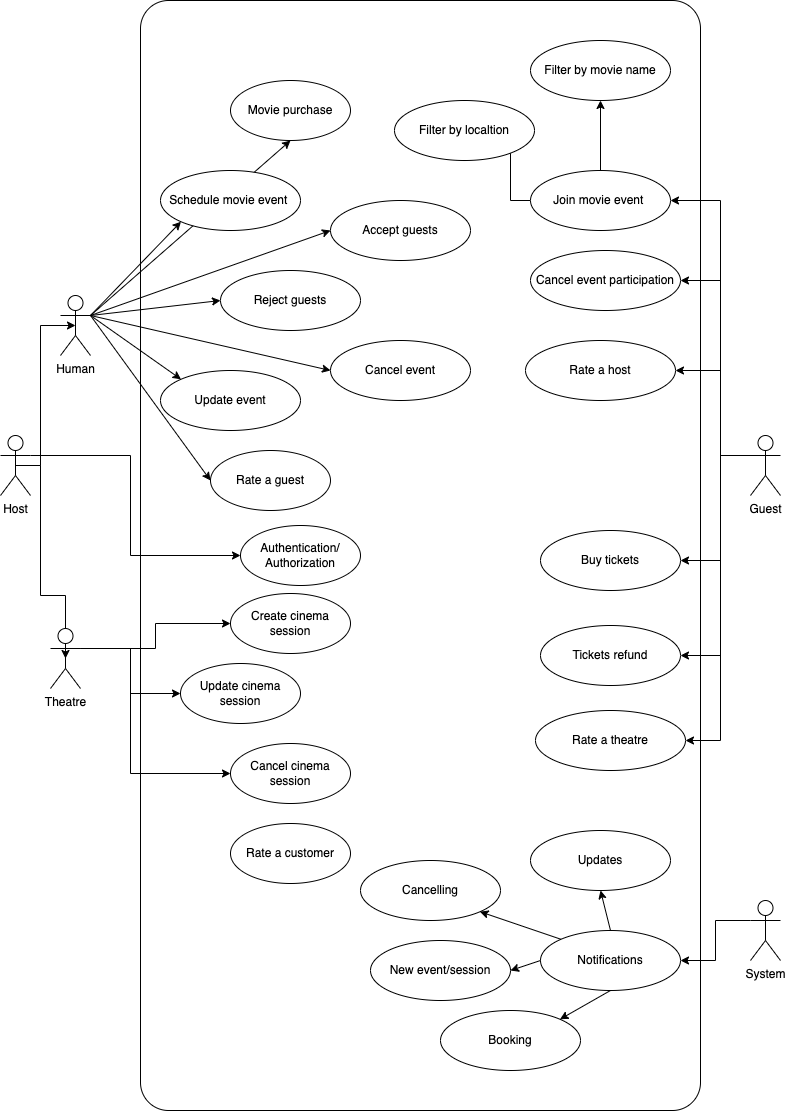 Filter by movie name
Movie purchase
Filter by localtion
Schedule movie event
Join movie event
Accept guests
Cancel event participation
Reject guests
Human
Cancel event
Rate a host
Update event
Rate a guest
Host
Guest
Authentication/
Authorization
Buy tickets
Create cinema
session
Tickets refund
Update cinema
session
Theatre
Rate a theatre
Cancel cinema
session
Rate a customer
Updates
Cancelling
Notifications
New event/session
System
Booking